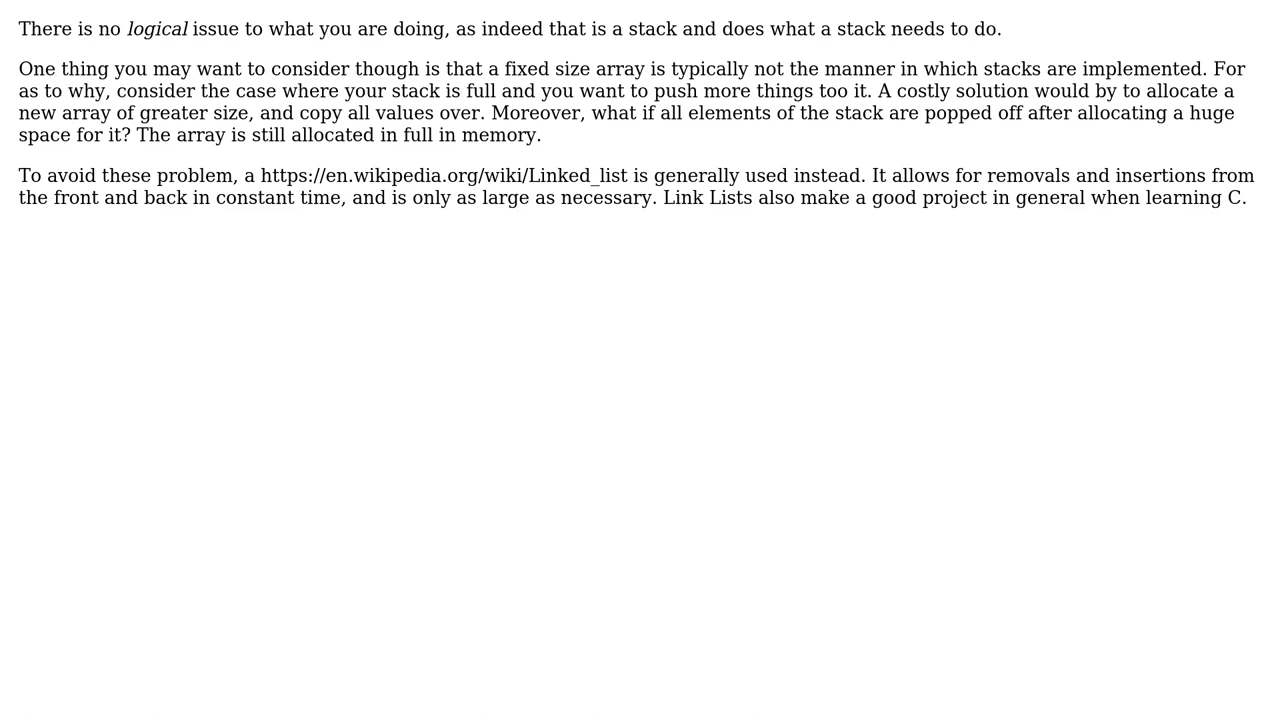 There is no logical issue to what you are doing, as indeed that is a stack and does what a stack needs to do.
One thing you may want to consider though is that a fixed size array is typically not the manner in which stacks are implemented. For
as to why, consider the case where your stack is full and you want to push more things too it. A costly solution would by to allocate a
new array of greater size, and copy all values over. Moreover, what if all elements of the stack are popped off after allocating a huge
space for it? The array is still allocated in full in memory.
To avoid these problem, a https://en.wikipedia.org/wiki/Linked_list is generally used instead. It allows for removals and insertions from
the front and back in constant time, and is only as large as necessary. Link Lists also make a good project in general when learning C.